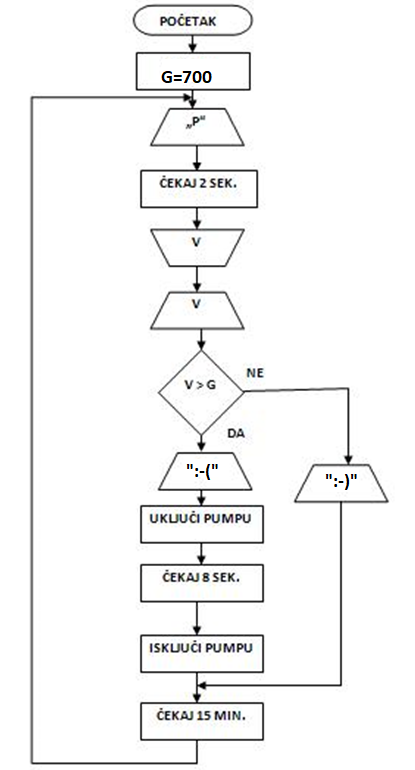 POČETAK
G=700
„P“
ČEKAJ 2 SEK.
V
V
V > G
NE
DA
":-("
":-)"
UKLJUČI PUMPU
ČEKAJ 8 SEK.
ISKLJUČI PUMPU
ČEKAJ 15 MIN.